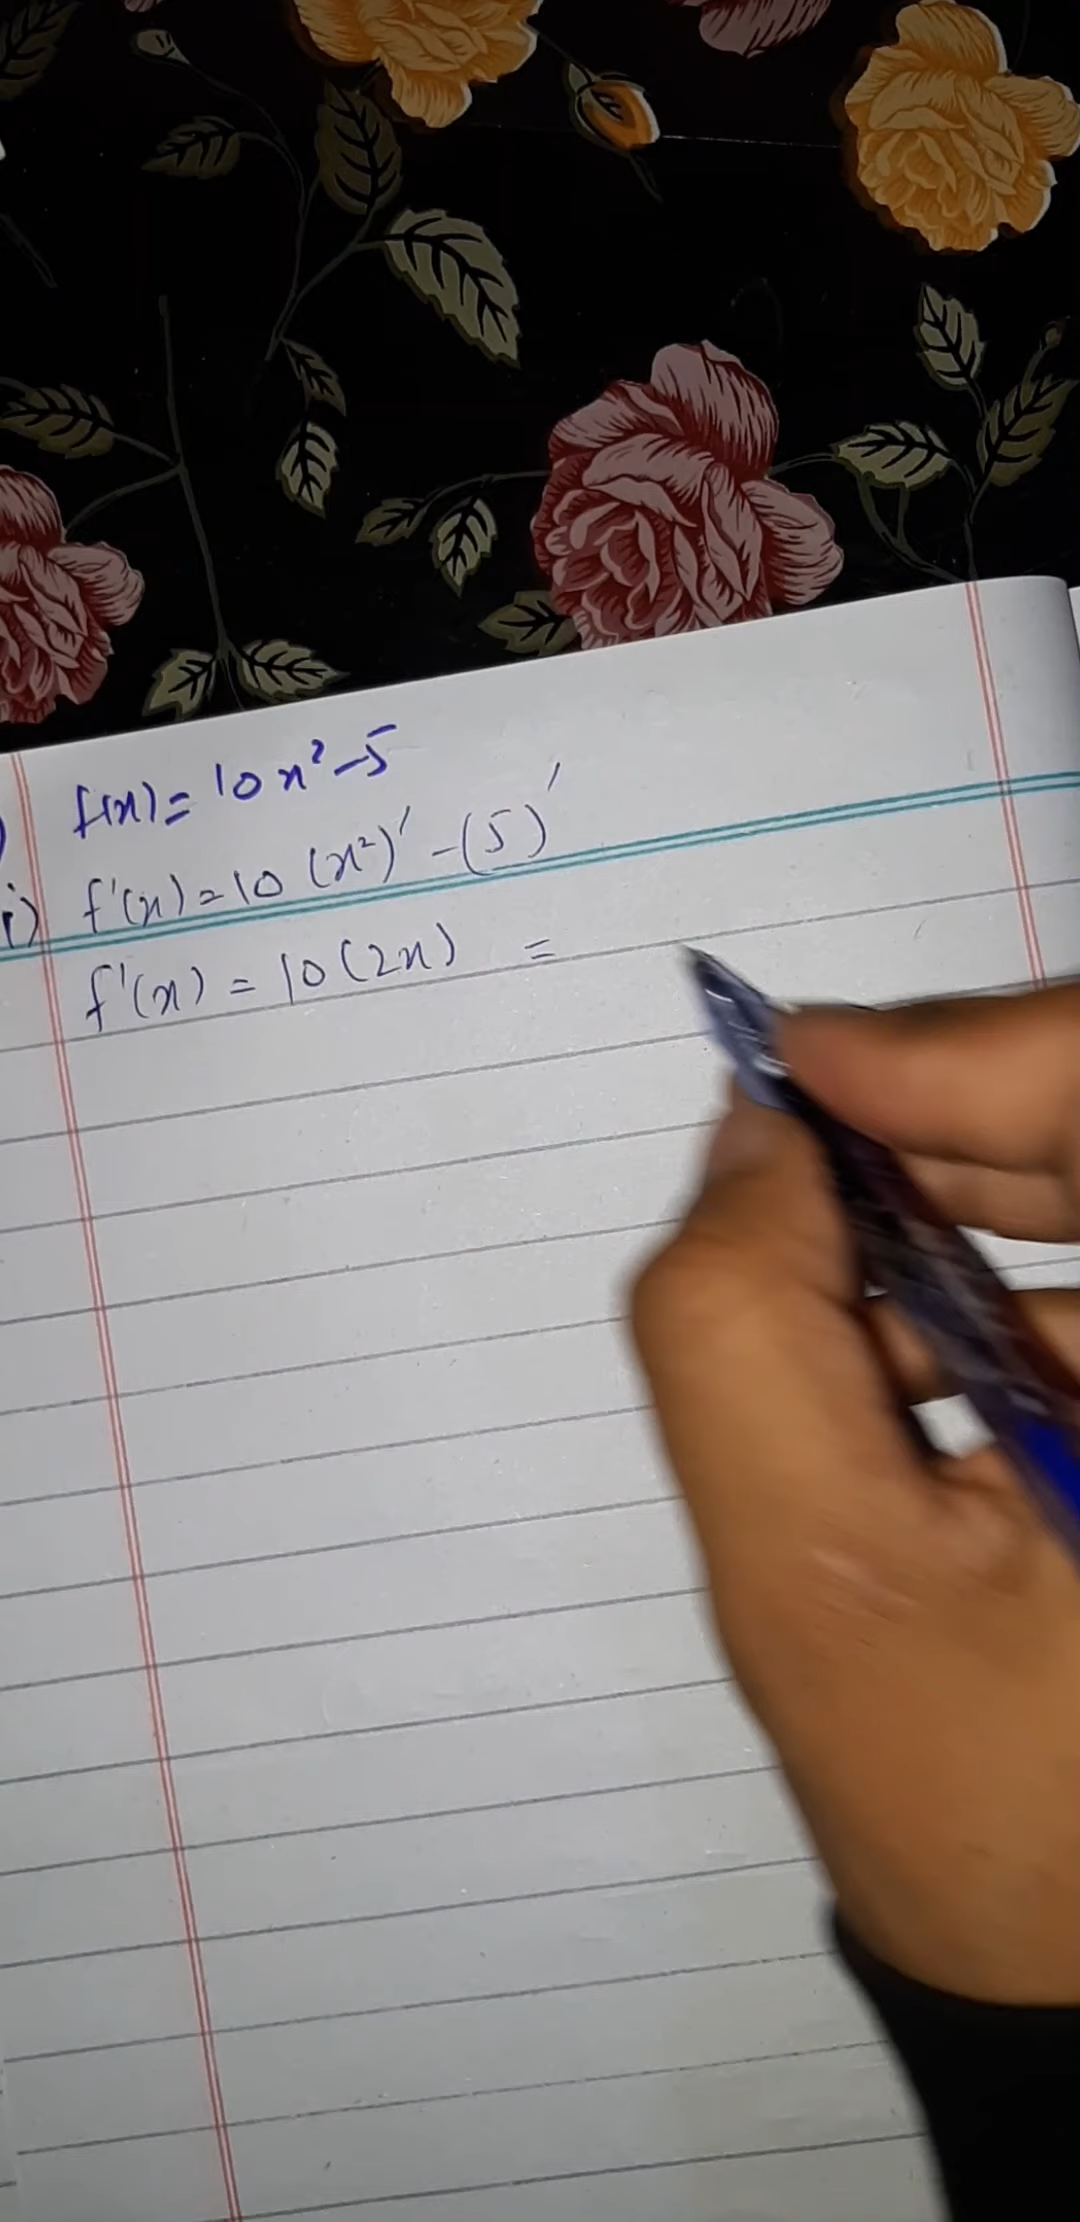 f(x) = 10x² - 5
i) f'(x) = 10 (x²)' - (5)'
f'(x) = 10 (2x) =